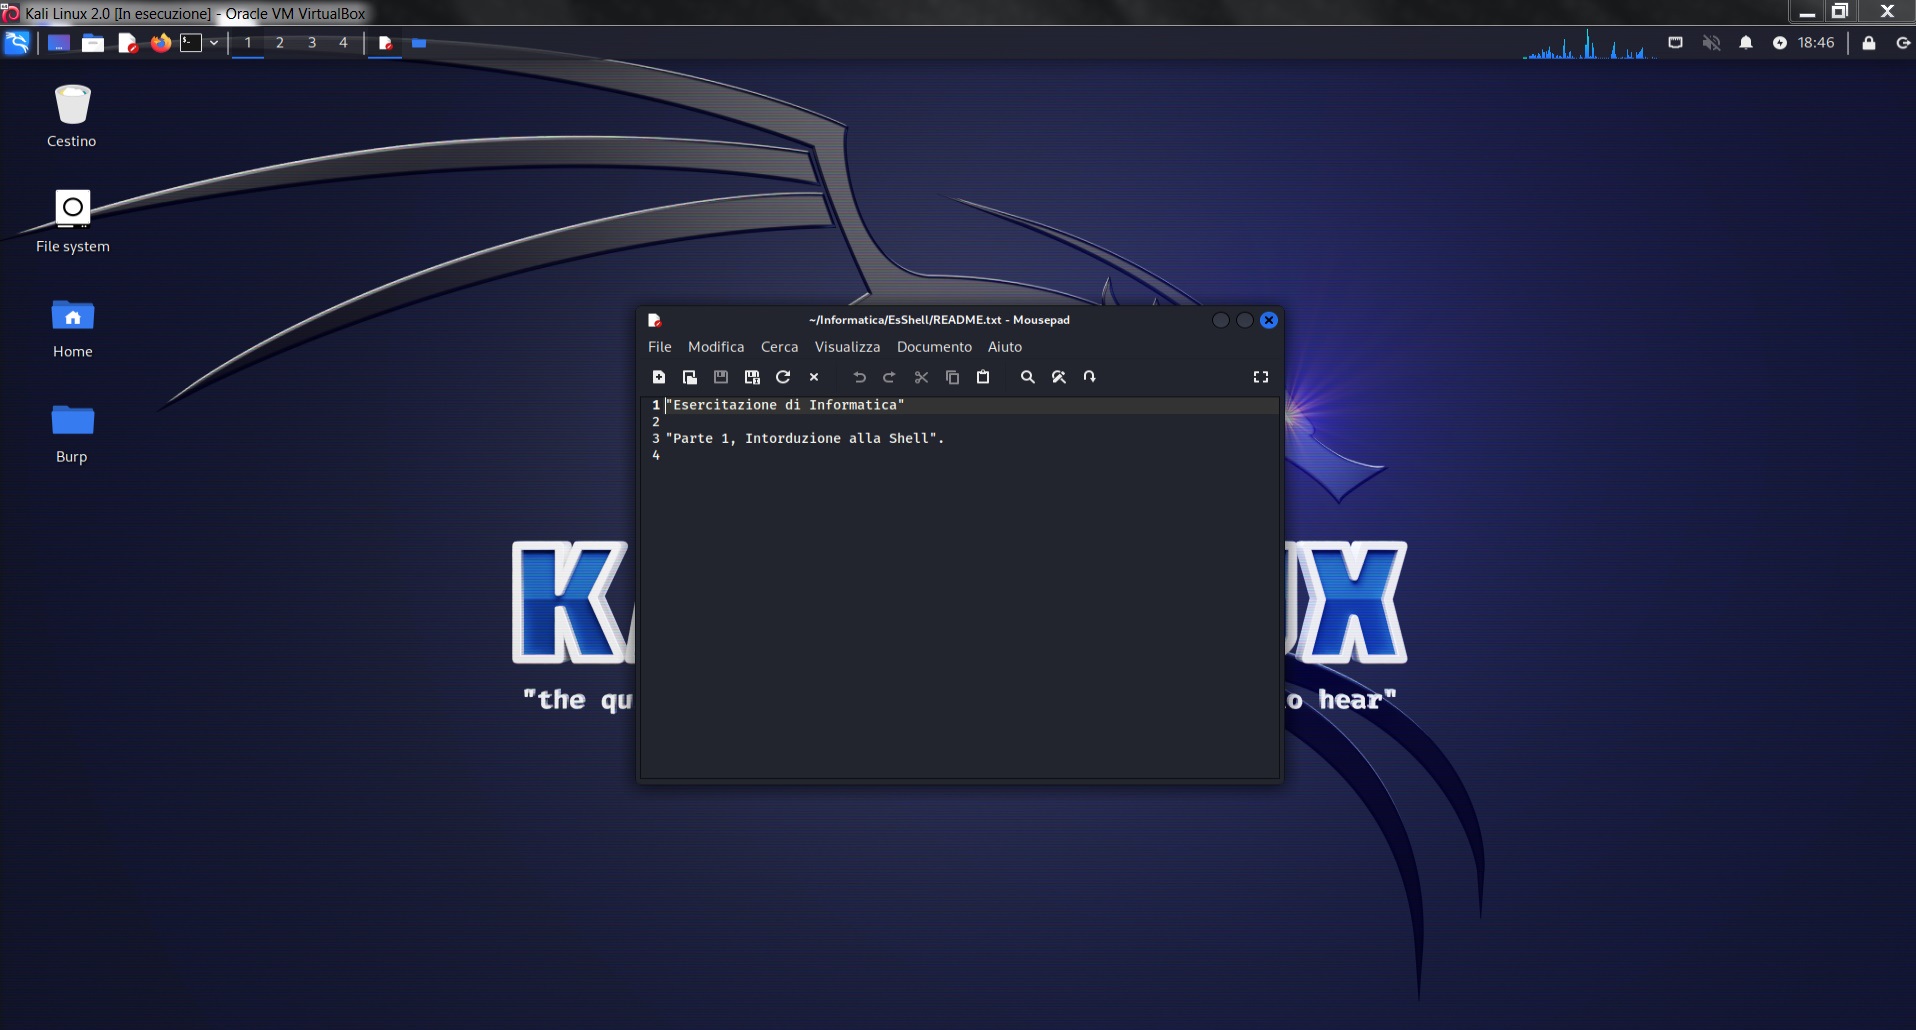 Kali Linux 2.0 [In esecuzione] - Oracle VM VirtualBox
1 2 3 4 18:46
Cestino
File system
Home
Burp
~/Informatica/EsShell/README.txt - Mousepad
File Modifica Cerca Visualizza Documento Aiuto
1 "Esercitazione di Informatica"
2
3 "Parte 1, Intorduzione alla Shell".
4
K X
"the qu o hear"